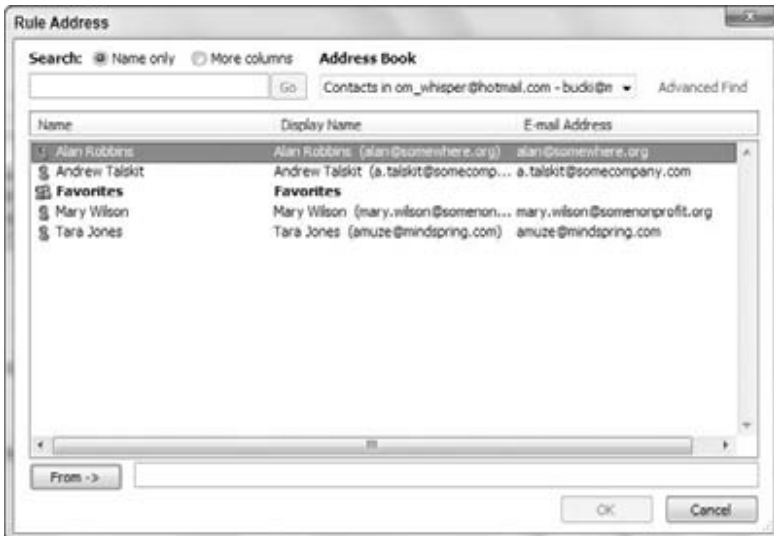 Rule Address
Search: Name only More columns Address Book
Go Contacts in om_whisper@hotmail.com - budki@n Advanced Find
Name Display Name E-mail Address
Alan Robbins Alan Robbins (alan@somewhere.org) alan@somewhere.org
Andrew Talskit Andrew Talskit (a.talskit@somecomp... a.talskit@somecompany.com
Favorites Favorites
Mary Wilson Mary Wilson (mary.wilson@somenon... mary.wilson@somenonprofit.org
Tara Jones Tara Jones (amuze@mindspring.com) amuze@mindspring.com
From ->
OK Cancel